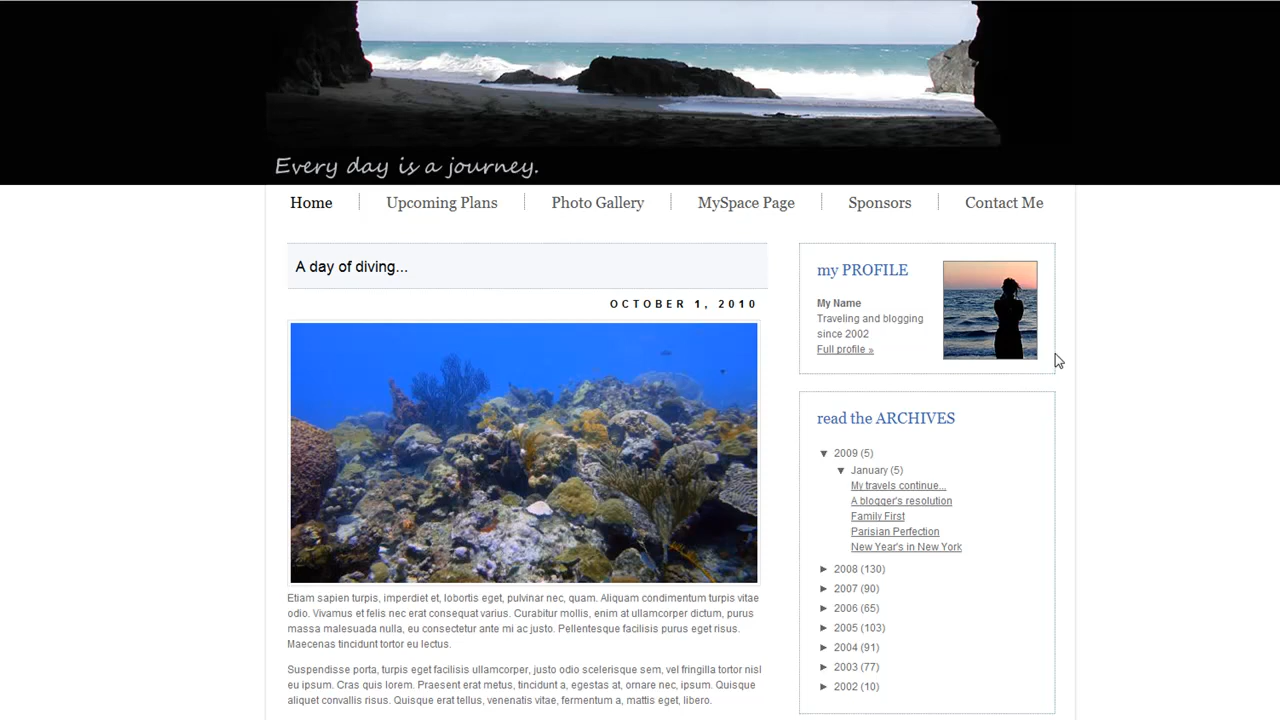 Every day is a journey.
Home Upcoming Plans Photo Gallery MySpace Page Sponsors Contact Me
A day of diving...
OCTOBER 1, 2010
Etiam sapien turpis, imperdiet et, lobortis eget, pulvinar nec, quam. Aliquam condimentum turpis vitae
odio. Vivamus et felis nec erat consequat varius. Curabitur mollis, enim at ullamcorper dictum, purus
massa malesuada nulla, eu consectetur ante mi ac justo. Pellentesque facilisis purus eget risus.
Maecenas tincidunt tortor eu lectus.
Suspendisse porta, turpis eget facilisis ullamcorper, justo odio scelerisque sem, vel fringilla tortor nisl
eu ipsum. Cras quis lorem. Praesent erat metus, tincidunt a, egestas at, ornare nec, ipsum. Quisque
aliquet convallis risus. Quisque erat tellus, venenatis vitae, fermentum a, mattis eget, libero.
my PROFILE
My Name
Traveling and blogging
since 2002
Full profile »
read the ARCHIVES
▼ 2009 (5)
▼ January (5)
My travels continue...
A blogger's resolution
Family First
Parisian Perfection
New Year's in New York
► 2008 (130)
► 2007 (90)
► 2006 (65)
► 2005 (103)
► 2004 (91)
► 2003 (77)
► 2002 (10)